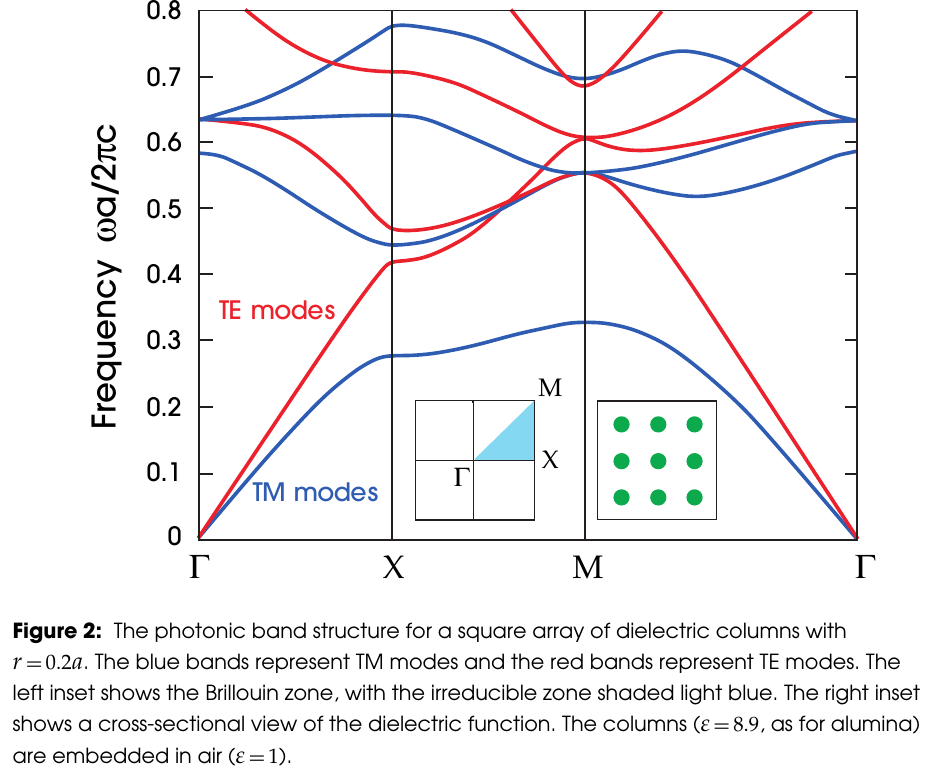 0.8
0.7
0.6
0.5
0.4
0.3
0.2
0.1
0
Frequency ωa/2πc
TE modes
TM modes
M
X
Γ
Γ
X
M
Γ
Figure 2: The photonic band structure for a square array of dielectric columns with
r = 0.2a. The blue bands represent TM modes and the red bands represent TE modes. The
left inset shows the Brillouin zone, with the irreducible zone shaded light blue. The right inset
shows a cross-sectional view of the dielectric function. The columns (ε = 8.9, as for alumina)
are embedded in air (ε = 1).